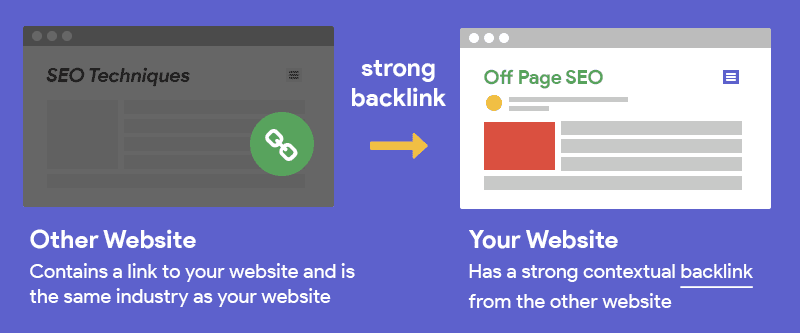 SEO Techniques
strong
backlink
Off Page SEO
Other Website
Contains a link to your website and is
the same industry as your website
Your Website
Has a strong contextual backlink
from the other website